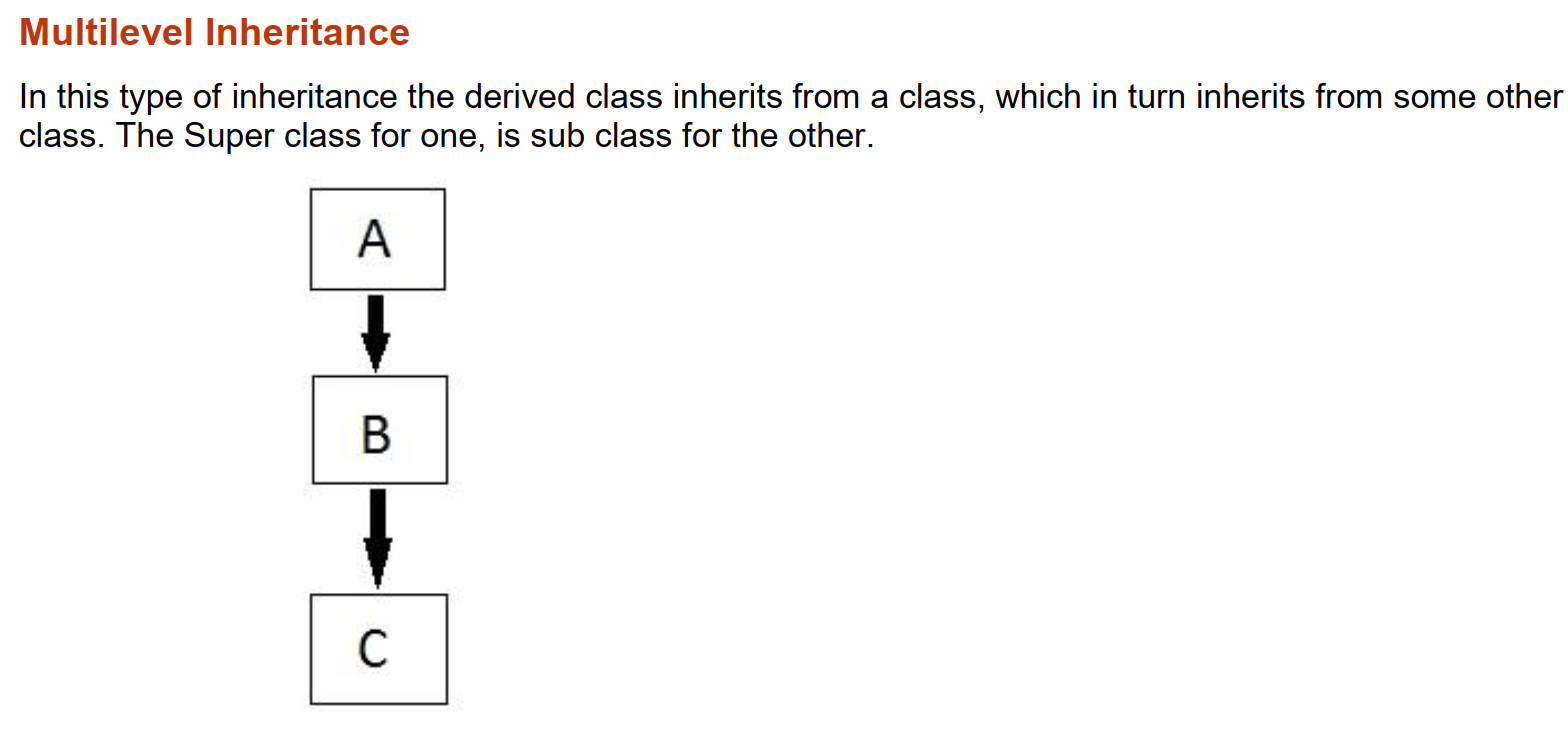 Multilevel Inheritance
In this type of inheritance the derived class inherits from a class, which in turn inherits from some other
class. The Super class for one, is sub class for the other.
A
B
C